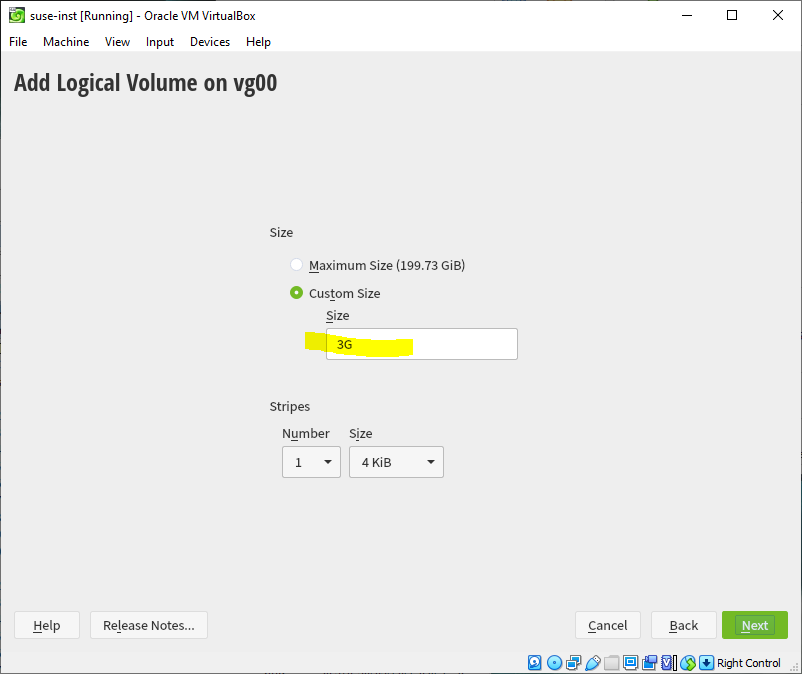 suse-inst [Running] - Oracle VM VirtualBox
File Machine View Input Devices Help
Add Logical Volume on vg00
Size
Maximum Size (199.73 GiB)
Custom Size
Size
3G
Stripes
Number Size
1 4 KiB
Help Release Notes... Cancel Back Next
Right Control